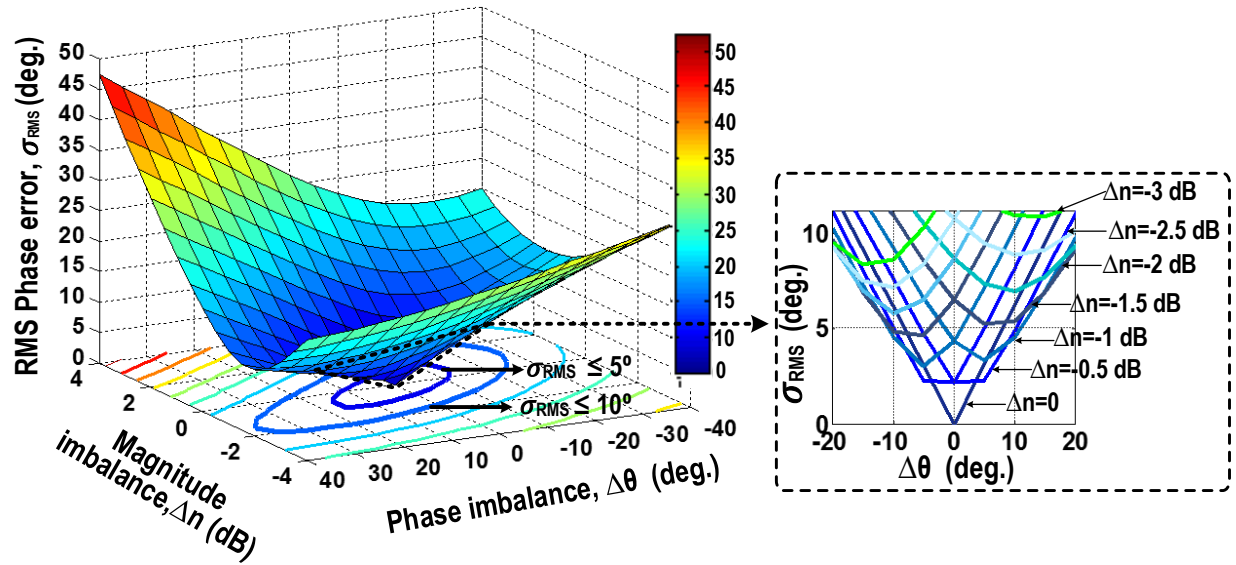 RMS Phase error, σRMS (deg.)
50
45
40
35
30
25
20
15
10
5
0
4
2
0
-2
-4
Magnitude
imbalance,Δn (dB)
40
30
20
10
0
-10
-20
-30
-40
Phase imbalance, Δθ (deg.)
50
45
40
35
30
25
20
15
10
0
σRMS ≤ 5º
σRMS ≤ 10º
σRMS (deg.)
10
5
0
-20
-10
0
10
20
Δθ (deg.)
Δn=-3 dB
Δn=-2.5 dB
Δn=-2 dB
Δn=-1.5 dB
Δn=-1 dB
Δn=-0.5 dB
Δn=0